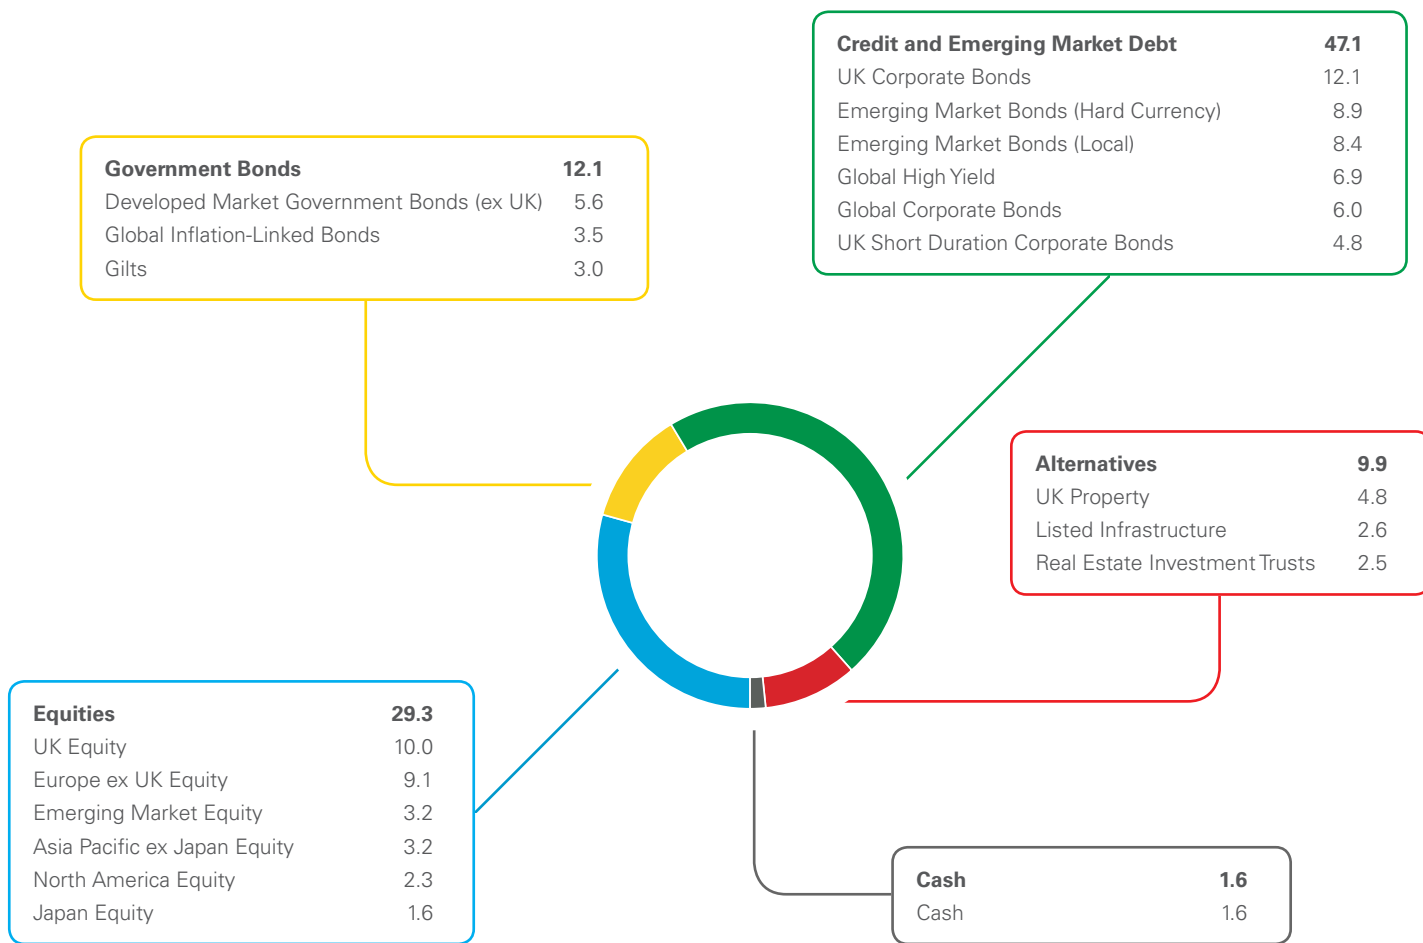 Credit and Emerging Market Debt 47.1
UK Corporate Bonds 12.1
Emerging Market Bonds (Hard Currency) 8.9
Emerging Market Bonds (Local) 8.4
Global High Yield 6.9
Global Corporate Bonds 6.0
UK Short Duration Corporate Bonds 4.8
Government Bonds 12.1
Developed Market Government Bonds (ex UK) 5.6
Global Inflation-Linked Bonds 3.5
Gilts 3.0
Alternatives 9.9
UK Property 4.8
Listed Infrastructure 2.6
Real Estate Investment Trusts 2.5
Equities 29.3
UK Equity 10.0
Europe ex UK Equity 9.1
Emerging Market Equity 3.2
Asia Pacific ex Japan Equity 3.2
North America Equity 2.3
Japan Equity 1.6
Cash 1.6
Cash 1.6